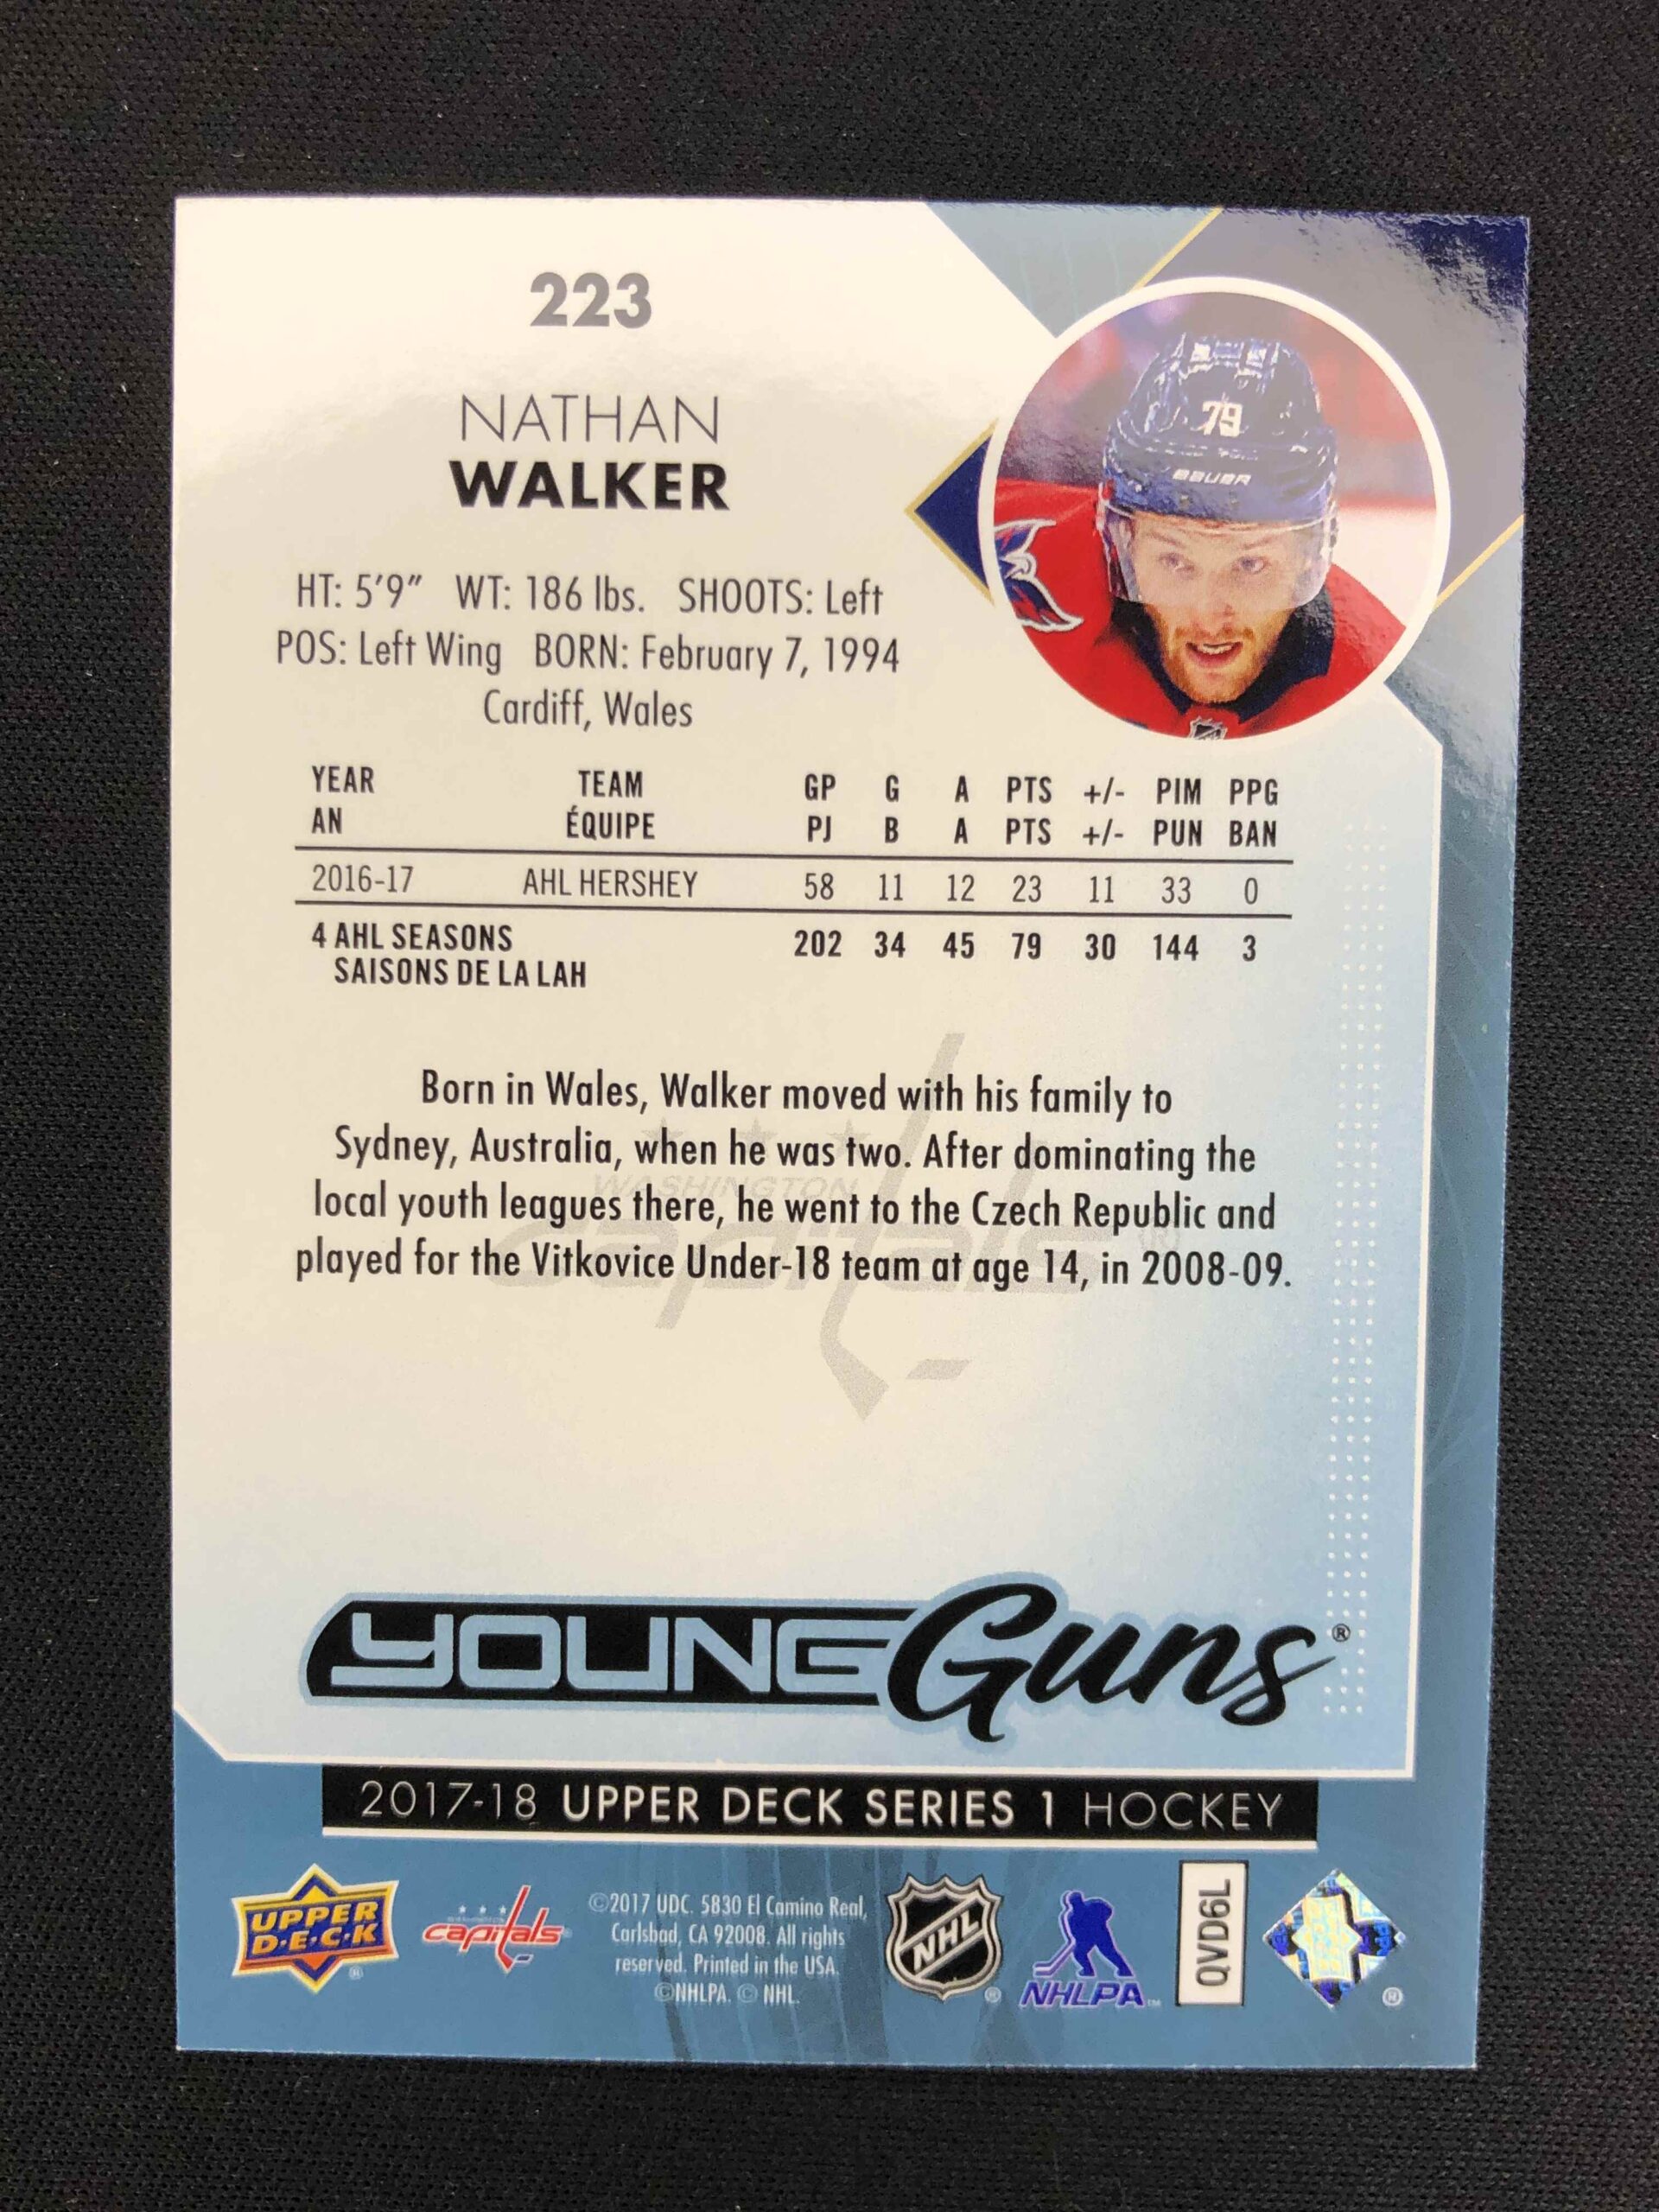 223
NATHAN
WALKER
79
BAUER
HT: 5'9" WT: 186 lbs. SHOOTS: Left
POS: Left Wing BORN: February 7, 1994
Cardiff, Wales
YEAR TEAM GP G A PTS +/- PIM PPG
AN ÉQUIPE PJ B A PTS +/- PUN BAN
2016-17 AHL HERSHEY 58 11 12 23 11 33 0
4 AHL SEASONS 202 34 45 79 30 144 3
SAISONS DE LA LAH
Born in Wales, Walker moved with his family to
Sydney, Australia, when he was two. After dominating the
local youth leagues there, he went to the Czech Republic and
played for the Vitkovice Under-18 team at age 14, in 2008-09.
WASHINGTON
capitals®
YOUNG Guns®
2017-18 UPPER DECK SERIES 1 HOCKEY
UPPER
D·E·C·K®
WASHINGTON
capitals
©2017 UDC. 5830 El Camino Real,
Carlsbad, CA 92008. All rights
reserved. Printed in the USA.
©NHLPA. © NHL.
NHL®
NHLPA™
QVD6L
®